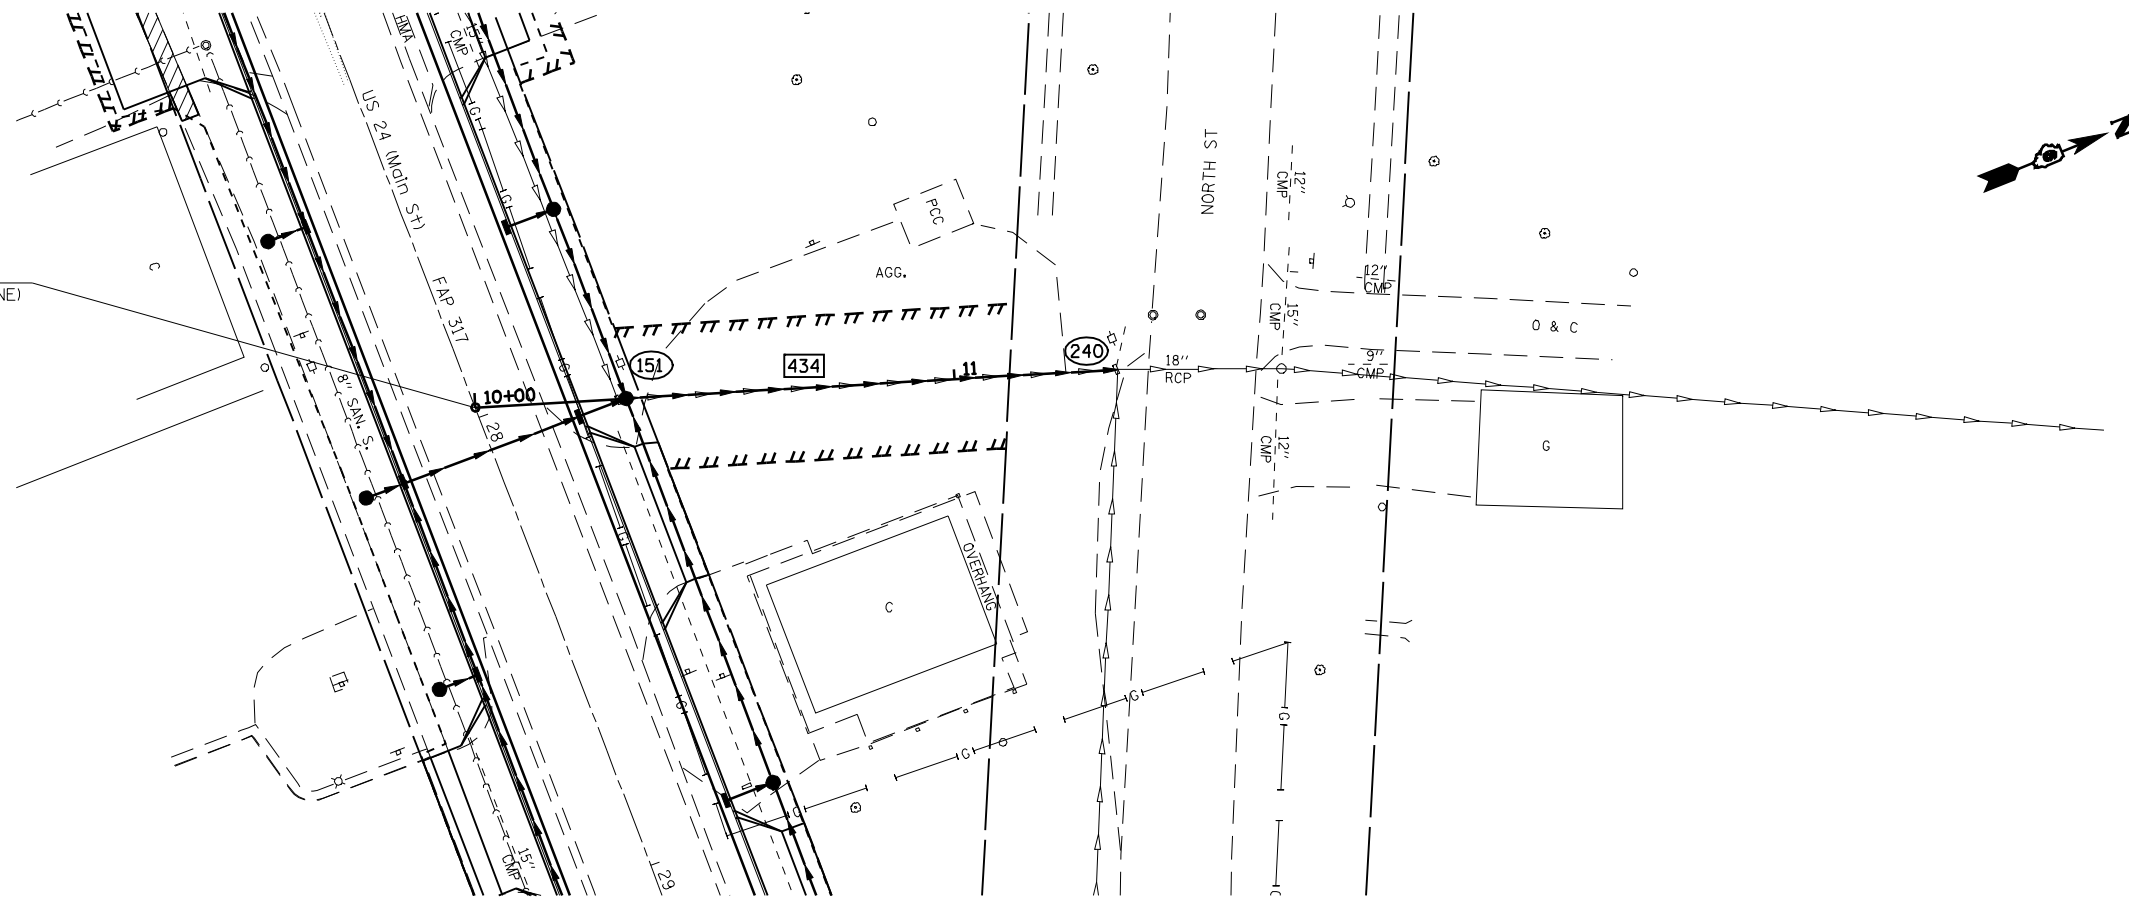 HMA
15"
CMP
US 24 (Main St)
FAP 317
NORTH ST
12"
CMP
PCC
AGG.
C
NE)
12"
CMP
15"
CMP
O & C
151
434
240
11
18"
RCP
9"
CMP
10+00
28
8" SAN. S.
12"
CMP
G
G
G
G
G
G
OVERHANG
C
G
G
G
G
15"
CMP
29
N